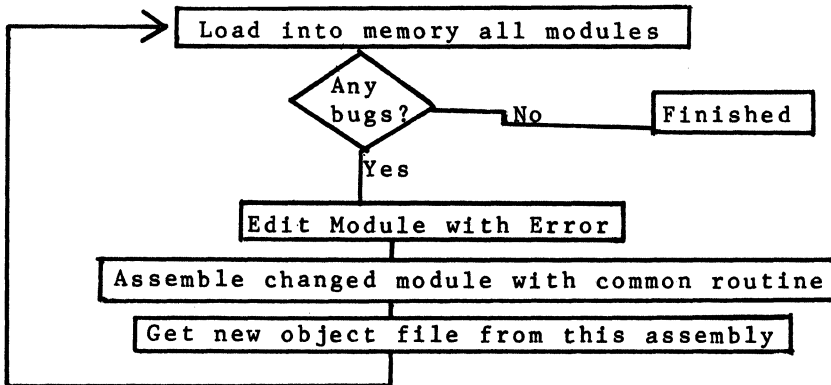 Load into memory all modules
Any
bugs?
No
Finished
Yes
Edit Module with Error
Assemble changed module with common routine
Get new object file from this assembly